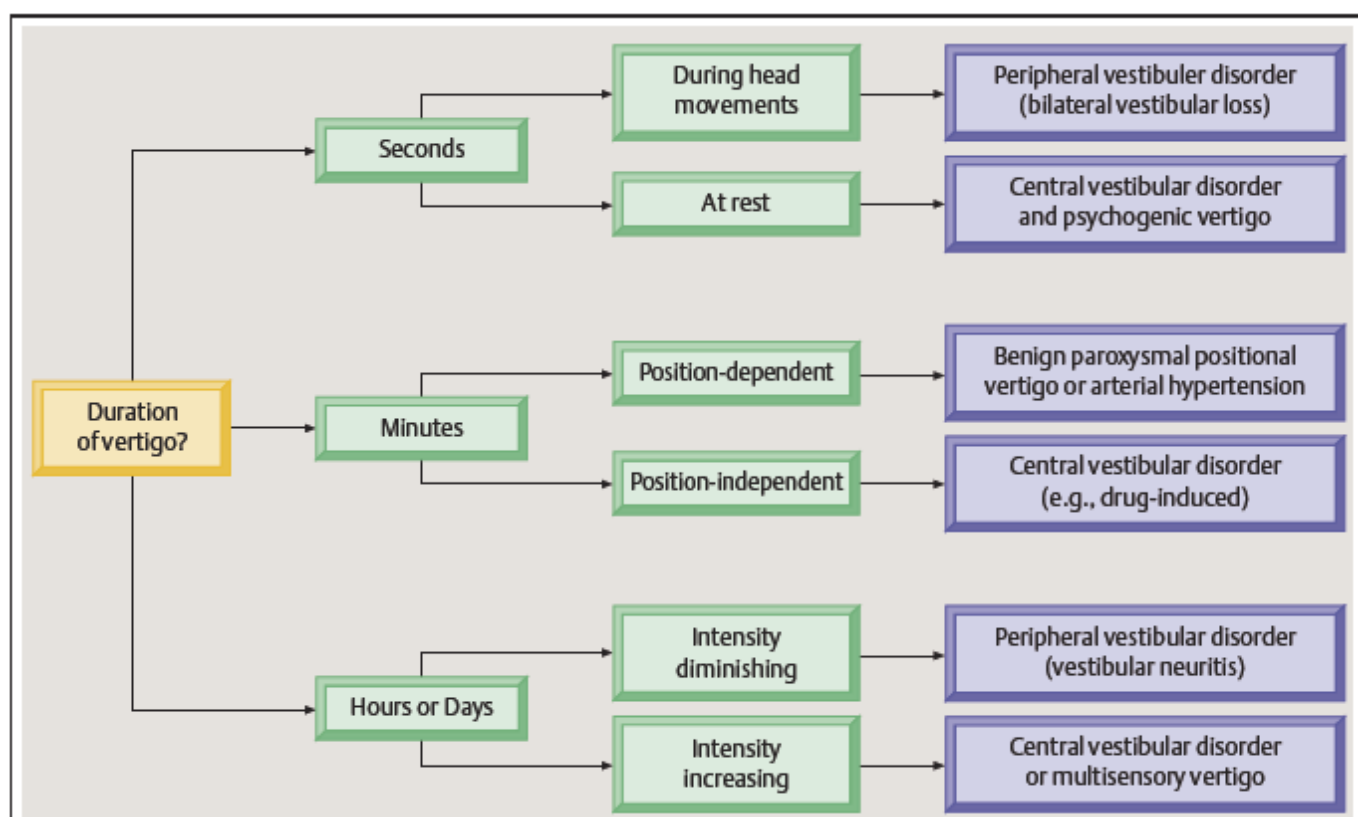 During head
movements
Peripheral vestibuler disorder
(bilateral vestibular loss)
Seconds
At rest
Central vestibular disorder
and psychogenic vertigo
Duration
of vertigo?
Minutes
Position-dependent
Benign paroxysmal positional
vertigo or arterial hypertension
Position-independent
Central vestibular disorder
(e.g., drug-induced)
Hours or Days
Intensity
diminishing
Peripheral vestibular disorder
(vestibular neuritis)
Intensity
increasing
Central vestibular disorder
or multisensory vertigo